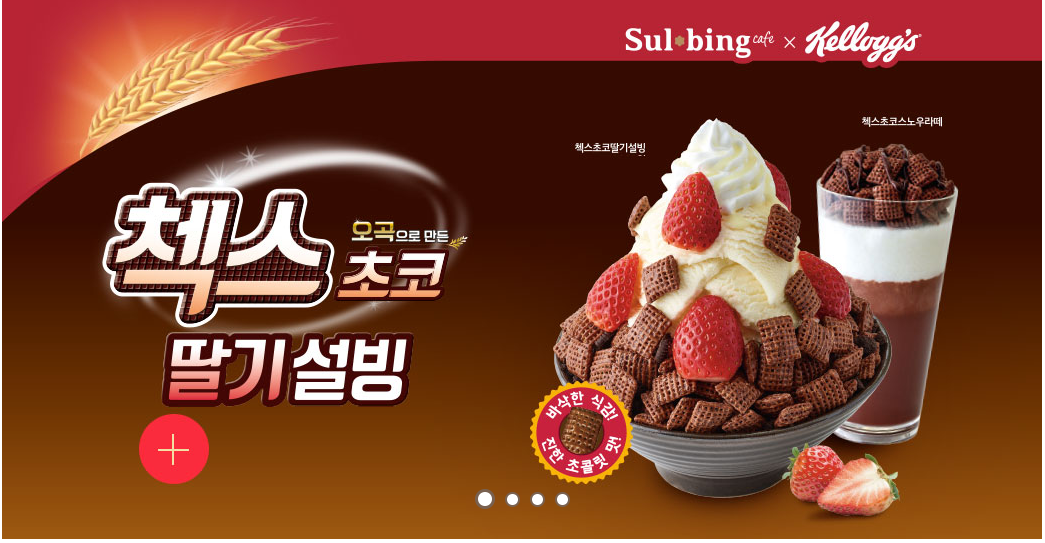 Sul bing cafe × Kellogg's
첵스초코스노우라떼
첵스초코딸기설빙
첵스
오곡으로 만든
초코
딸기설빙
바삭한 식감!
진한 초콜릿 맛!